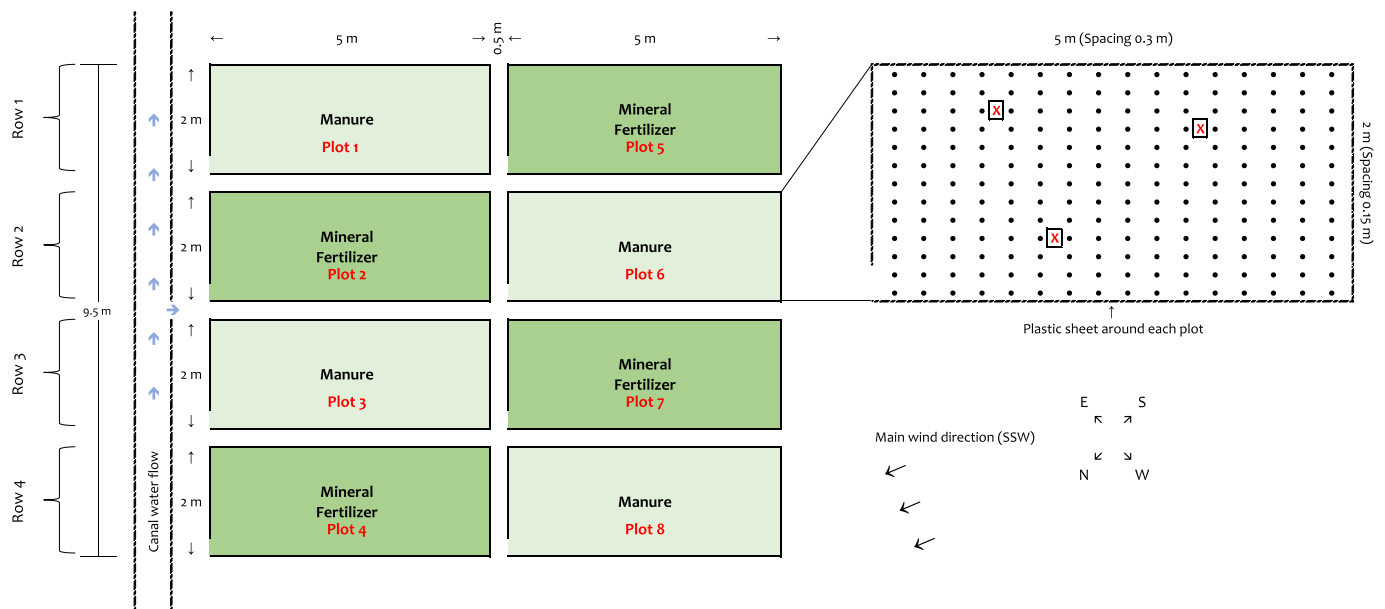 5 m
0.5 m
5 m
5 m (Spacing 0.3 m)
Row 1
2 m
Manure
Plot 1
Mineral
Fertilizer
Plot 5
X
X
X
2 m (Spacing 0.15 m)
Row 2
2 m
Mineral
Fertilizer
Plot 2
Manure
Plot 6
9.5 m
Plastic sheet around each plot
Row 3
2 m
Manure
Plot 3
Mineral
Fertilizer
Plot 7
E
S
Main wind direction (SSW)
N
W
Row 4
Canal water flow
2 m
Mineral
Fertilizer
Plot 4
Manure
Plot 8